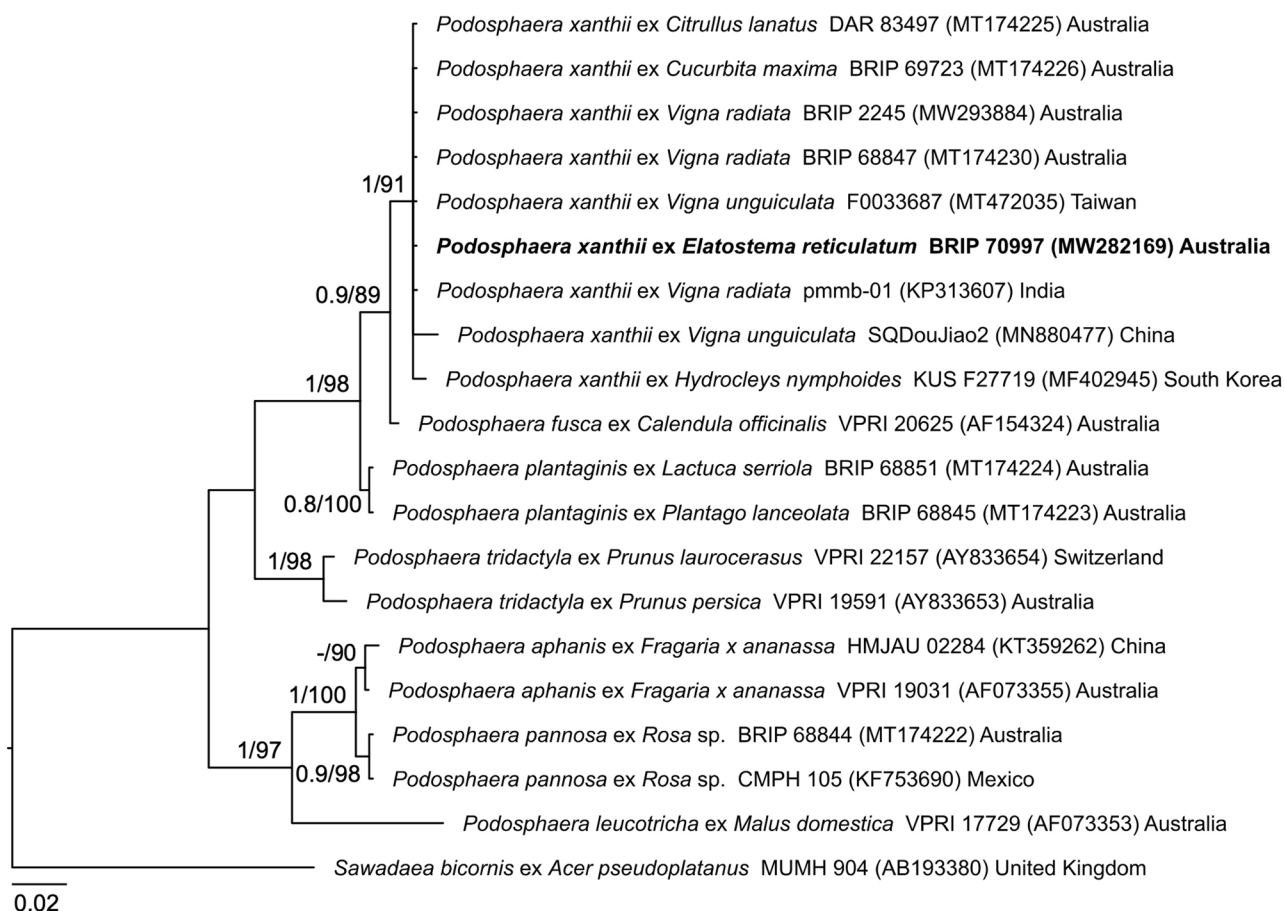 Podosphaera xanthii ex Citrullus lanatus DAR 83497 (MT174225) Australia
Podosphaera xanthii ex Cucurbita maxima BRIP 69723 (MT174226) Australia
Podosphaera xanthii ex Vigna radiata BRIP 2245 (MW293884) Australia
Podosphaera xanthii ex Vigna radiata BRIP 68847 (MT174230) Australia
1/91
Podosphaera xanthii ex Vigna unguiculata F0033687 (MT472035) Taiwan
Podosphaera xanthii ex Elatostema reticulatum BRIP 70997 (MW282169) Australia
0.9/89
Podosphaera xanthii ex Vigna radiata pmmb-01 (KP313607) India
Podosphaera xanthii ex Vigna unguiculata SQDouJiao2 (MN880477) China
1/98
Podosphaera xanthii ex Hydrocleys nymphoides KUS F27719 (MF402945) South Korea
Podosphaera fusca ex Calendula officinalis VPRI 20625 (AF154324) Australia
Podosphaera plantaginis ex Lactuca serriola BRIP 68851 (MT174224) Australia
0.8/100
Podosphaera plantaginis ex Plantago lanceolata BRIP 68845 (MT174223) Australia
1/98
Podosphaera tridactyla ex Prunus laurocerasus VPRI 22157 (AY833654) Switzerland
Podosphaera tridactyla ex Prunus persica VPRI 19591 (AY833653) Australia
-/90
Podosphaera aphanis ex Fragaria x ananassa HMJAU 02284 (KT359262) China
1/100
Podosphaera aphanis ex Fragaria x ananassa VPRI 19031 (AF073355) Australia
1/97
Podosphaera pannosa ex Rosa sp. BRIP 68844 (MT174222) Australia
0.9/98
Podosphaera pannosa ex Rosa sp. CMPH 105 (KF753690) Mexico
Podosphaera leucotricha ex Malus domestica VPRI 17729 (AF073353) Australia
Sawadaea bicornis ex Acer pseudoplatanus MUMH 904 (AB193380) United Kingdom
0.02